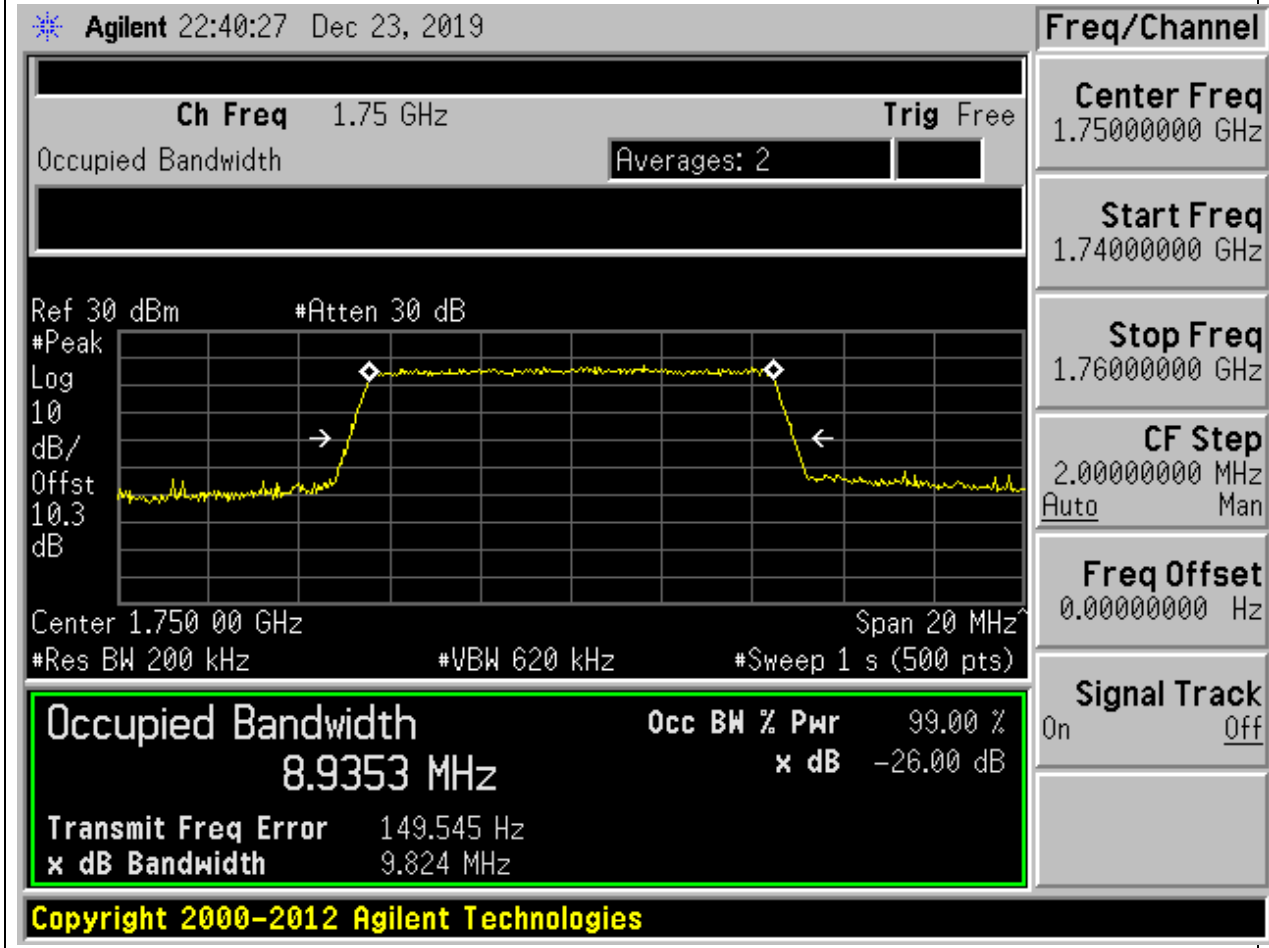 Agilent 22:40:27 Dec 23, 2019
Freq/Channel
Ch Freq 1.75 GHz Trig Free
Occupied Bandwidth Averages: 2
Center Freq
1.75000000 GHz
Start Freq
1.74000000 GHz
Stop Freq
1.76000000 GHz
CF Step
2.00000000 MHz
Auto Man
Freq Offset
0.00000000 Hz
Signal Track
On Off
Ref 30 dBm #Atten 30 dB
#Peak
Log
10
dB/
Offst
10.3
dB
Center 1.750 00 GHz Span 20 MHz^
#Res BW 200 kHz #VBW 620 kHz #Sweep 1 s (500 pts)
Occupied Bandwidth
8.9353 MHz
Occ BW % Pwr 99.00 %
x dB -26.00 dB
Transmit Freq Error 149.545 Hz
x dB Bandwidth 9.824 MHz
Copyright 2000-2012 Agilent Technologies